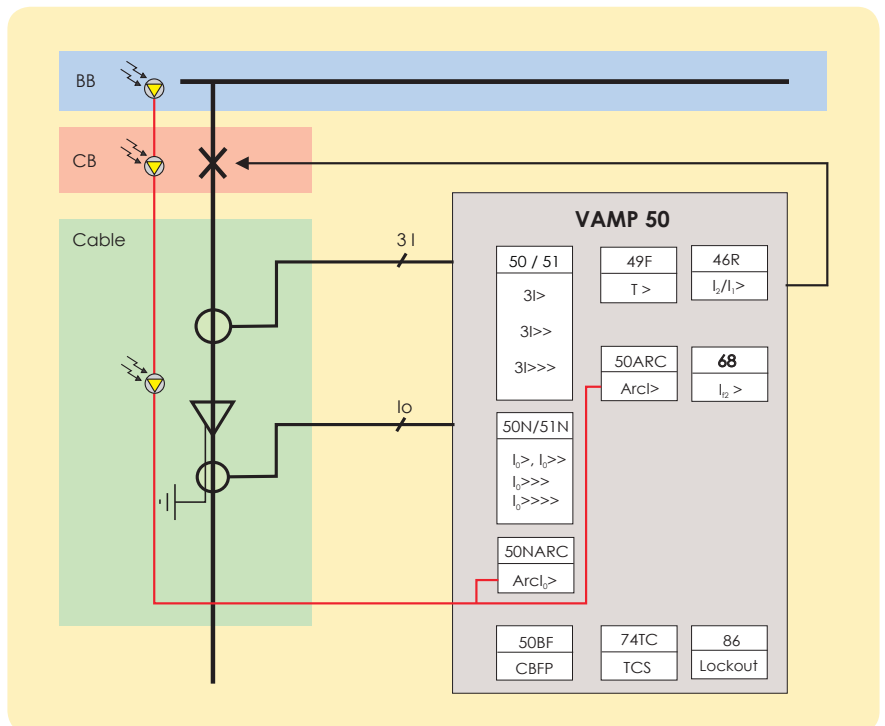 BB
CB
Cable
3 I
Io
VAMP 50
50 / 51
3I>
3I>>
3I>>>
49F
T >
46R
I₂/I₁>
50ARC
ArcI>
68
I_f2 >
50N/51N
I₀>, I₀>>
I₀>>>
I₀>>>>
50NARC
ArcI₀>
50BF
CBFP
74TC
TCS
86
Lockout